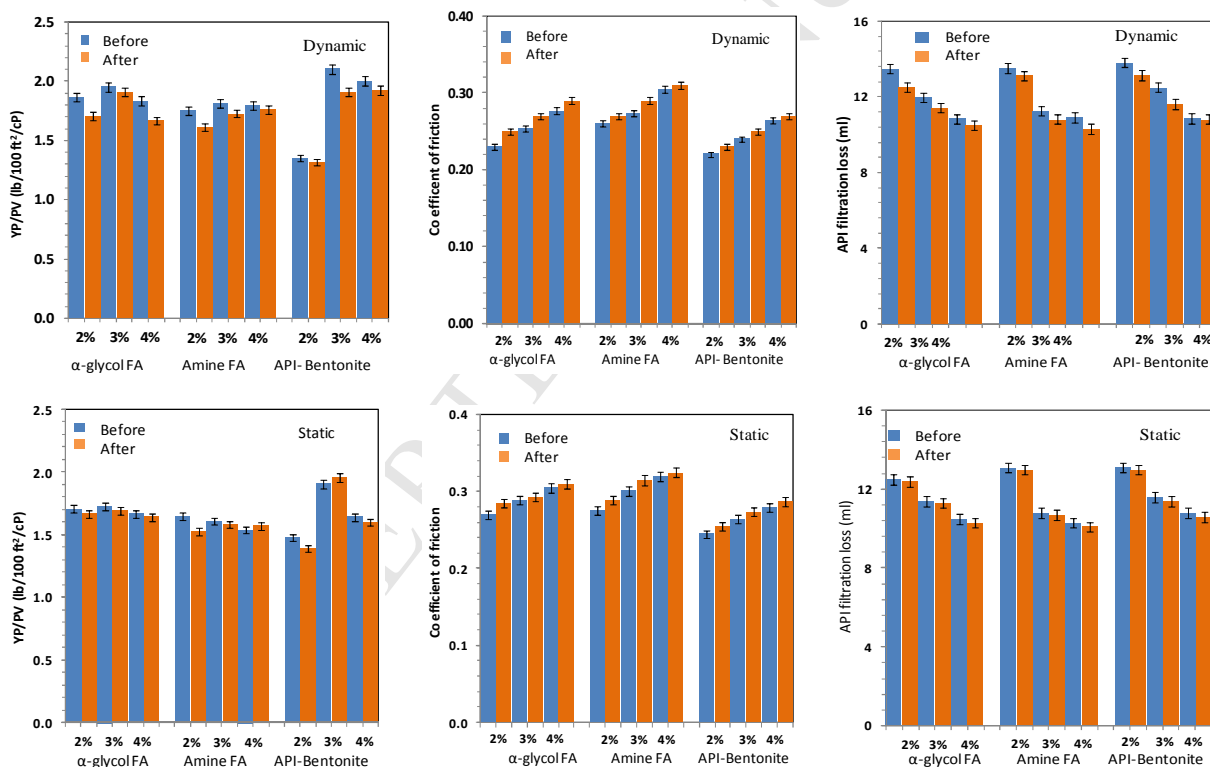 2.5
2.0
1.5
1.0
0.5
0.0
YP/PV (lb/100 ft²/cP)
Before
After
Dynamic
2% 3% 4% 2% 3% 4% 2% 3% 4%
α-glycol FA Amine FA API- Bentonite
0.40
0.30
0.20
0.10
0.00
Co efficent of friction
Before
After
Dynamic
2% 3% 4% 2% 3% 4% 2% 3% 4%
α-glycol FA Amine FA API-Bentonite
16
12
8
4
0
API filtration loss (ml)
Before
After
Dynamic
2% 3% 4% 2% 3% 4% 2% 3% 4%
α-glycol FA Amine FA API-Bentonite
2.5
2.0
1.5
1.0
0.5
0.0
YP/PV (lb/100 ft²/cP)
Before
After
Static
2% 3% 4% 2% 3% 4% 2% 3% 4%
α-glycol FA Amine FA API-Bentonite
0.4
0.3
0.2
0.1
0.0
Co efficient of friction
Before
After
Static
2% 3% 4% 2% 3% 4% 2% 3% 4%
α-glycol FA Amine FA API-Bentonite
16
12
8
4
0
API filtration loss (ml)
Before
After
Static
2% 3% 4% 2% 3% 4% 2% 3% 4%
α-glycol FA Amine FA API-Bentonite